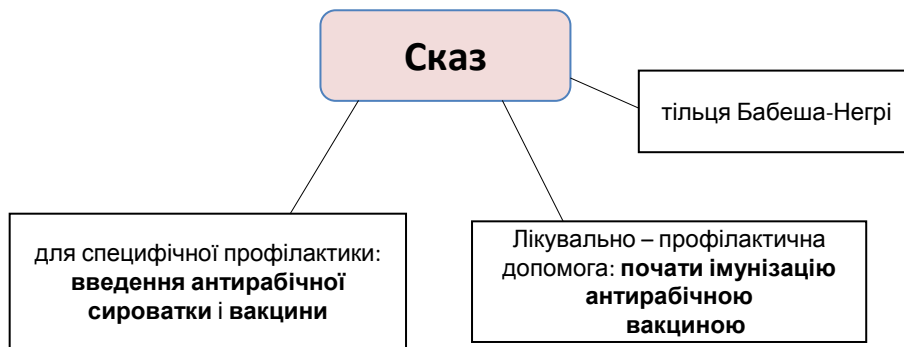 Сказ
тільця Бабеша-Негрі
для специфічної профілактики:
введення антирабічної
сироватки і вакцини
Лікувально – профілактична
допомога: почати імунізацію
антирабічною
вакциною